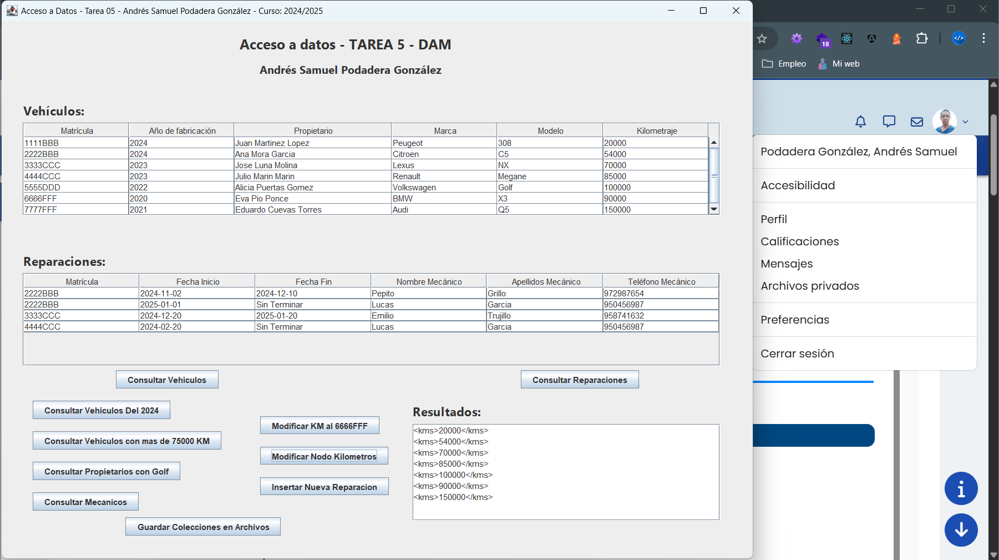 Acceso a Datos - Tarea 05 - Andrés Samuel Podadera González - Curso: 2024/2025
Acceso a datos - TAREA 5 - DAM
Andrés Samuel Podadera González
Vehículos:
Matrícula Año de fabricación Propietario Marca Modelo Kilometraje
1111BBB 2024 Juan Martinez Lopez Peugeot 308 20000
2222BBB 2024 Ana Mora Garcia Citroen C5 54000
3333CCC 2023 Jose Luna Molina Lexus NX 70000
4444CCC 2023 Julio Marin Marin Renault Megane 85000
5555DDD 2022 Alicia Puertas Gomez Volkswagen Golf 100000
6666FFF 2020 Eva Pio Ponce BMW X3 90000
7777FFF 2021 Eduardo Cuevas Torres Audi Q5 150000
Reparaciones:
Matrícula Fecha Inicio Fecha Fin Nombre Mecánico Apellidos Mecánico Teléfono Mecánico
2222BBB 2024-11-02 2024-12-10 Pepito Grillo 972987654
2222BBB 2025-01-01 Sin Terminar Lucas Garcia 950456987
3333CCC 2024-12-20 2025-01-20 Emilio Trujillo 958741632
4444CCC 2024-02-20 Sin Terminar Lucas Garcia 950456987
Consultar Vehiculos
Consultar Reparaciones
Consultar Vehiculos Del 2024
Consultar Vehiculos con mas de 75000 KM
Consultar Propietarios con Golf
Consultar Mecanicos
Guardar Colecciones en Archivos
Modificar KM al 6666FFF
Modificar Nodo Kilometros
Insertar Nueva Reparacion
Resultados:
<kms>20000</kms>
<kms>54000</kms>
<kms>70000</kms>
<kms>85000</kms>
<kms>100000</kms>
<kms>90000</kms>
<kms>150000</kms>
18
</>
Empleo
Mi web
Podadera González, Andrés Samuel
Accesibilidad
Perfil
Calificaciones
Mensajes
Archivos privados
Preferencias
Cerrar sesión